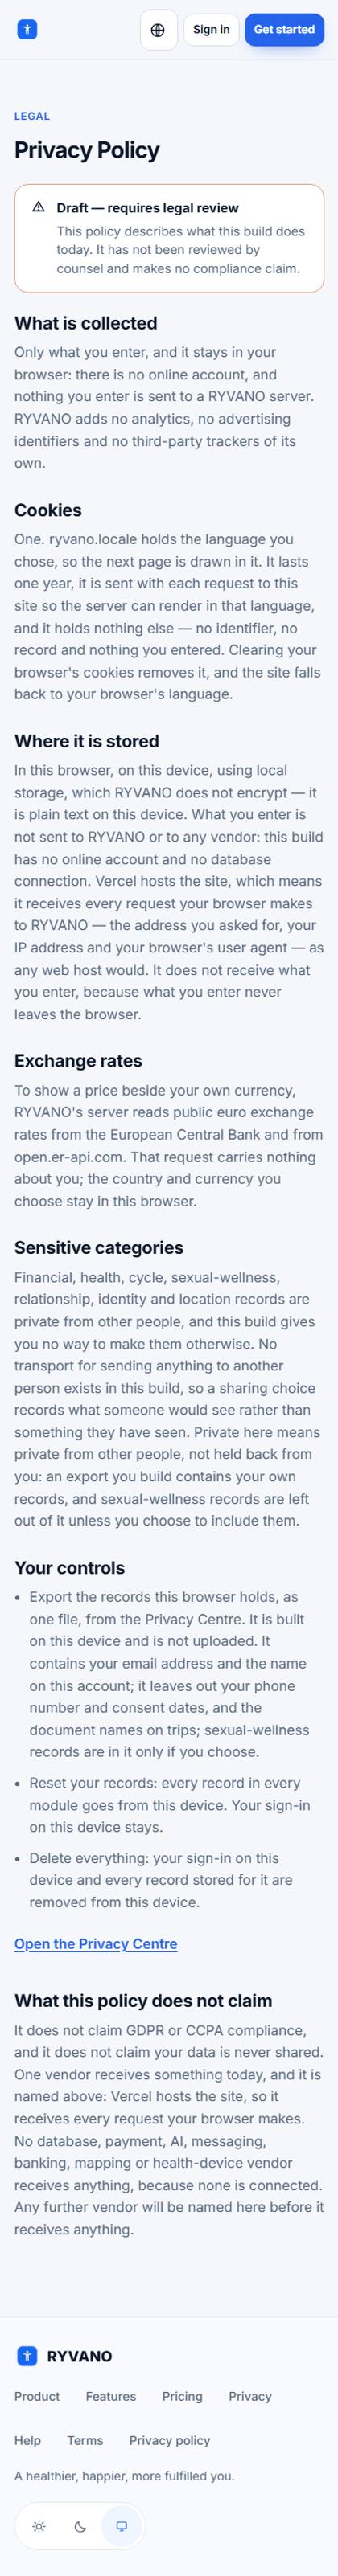 Sign in
Get started
LEGAL
Privacy Policy
Draft — requires legal review
This policy describes what this build does
today. It has not been reviewed by
counsel and makes no compliance claim.
What is collected
Only what you enter, and it stays in your
browser: there is no online account, and
nothing you enter is sent to a RYVANO server.
RYVANO adds no analytics, no advertising
identifiers and no third-party trackers of its
own.
Cookies
One. ryvano.locale holds the language you
chose, so the next page is drawn in it. It lasts
one year, it is sent with each request to this
site so the server can render in that language,
and it holds nothing else — no identifier, no
record and nothing you entered. Clearing your
browser's cookies removes it, and the site falls
back to your browser's language.
Where it is stored
In this browser, on this device, using local
storage, which RYVANO does not encrypt — it
is plain text on this device. What you enter is
not sent to RYVANO or to any vendor: this build
has no online account and no database
connection. Vercel hosts the site, which means
it receives every request your browser makes
to RYVANO — the address you asked for, your
IP address and your browser's user agent — as
any web host would. It does not receive what
you enter, because what you enter never
leaves the browser.
Exchange rates
To show a price beside your own currency,
RYVANO's server reads public euro exchange
rates from the European Central Bank and from
open.er-api.com. That request carries nothing
about you; the country and currency you
choose stay in this browser.
Sensitive categories
Financial, health, cycle, sexual-wellness,
relationship, identity and location records are
private from other people, and this build gives
you no way to make them otherwise. No
transport for sending anything to another
person exists in this build, so a sharing choice
records what someone would see rather than
something they have seen. Private here means
private from other people, not held back from
you: an export you build contains your own
records, and sexual-wellness records are left
out of it unless you choose to include them.
Your controls
• Export the records this browser holds, as
one file, from the Privacy Centre. It is built
on this device and is not uploaded. It
contains your email address and the name
on this account; it leaves out your phone
number and consent dates, and the
document names on trips; sexual-wellness
records are in it only if you choose.
• Reset your records: every record in every
module goes from this device. Your sign-in
on this device stays.
• Delete everything: your sign-in on this
device and every record stored for it are
removed from this device.
Open the Privacy Centre
What this policy does not claim
It does not claim GDPR or CCPA compliance,
and it does not claim your data is never shared.
One vendor receives something today, and it is
named above: Vercel hosts the site, so it
receives every request your browser makes.
No database, payment, AI, messaging,
banking, mapping or health-device vendor
receives anything, because none is connected.
Any further vendor will be named here before it
receives anything.
RYVANO
Product Features Pricing Privacy
Help Terms Privacy policy
A healthier, happier, more fulfilled you.